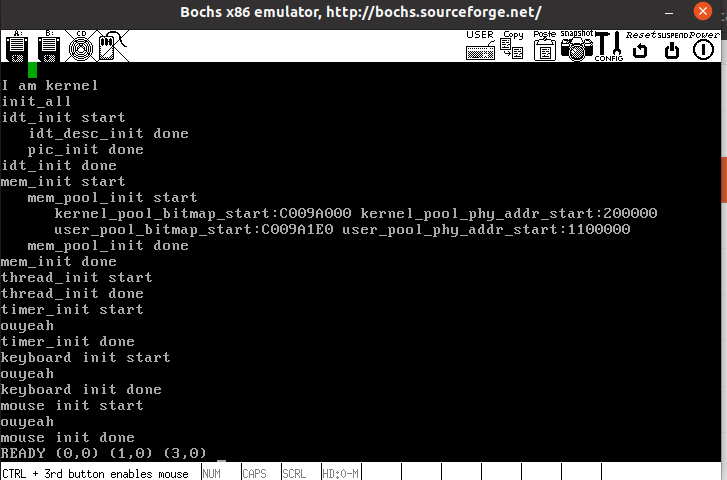 Bochs x86 emulator, http://bochs.sourceforge.net/
A: B: CD USER Copy Paste snapshot CONFIG Reset SUSPEND Power
I am kernel
init_all
idt_init start
idt_desc_init done
pic_init done
idt_init done
mem_init start
mem_pool_init start
kernel_pool_bitmap_start:C009A000 kernel_pool_phy_addr_start:200000
user_pool_bitmap_start:C009A1E0 user_pool_phy_addr_start:1100000
mem_pool_init done
mem_init done
thread_init start
thread_init done
timer_init start
ouyeah
timer_init done
keyboard init start
ouyeah
keyboard init done
mouse init start
ouyeah
mouse init done
READY (0,0) (1,0) (3,0) _
CTRL + 3rd button enables mouse NUM CAPS SCRL HD:0-M